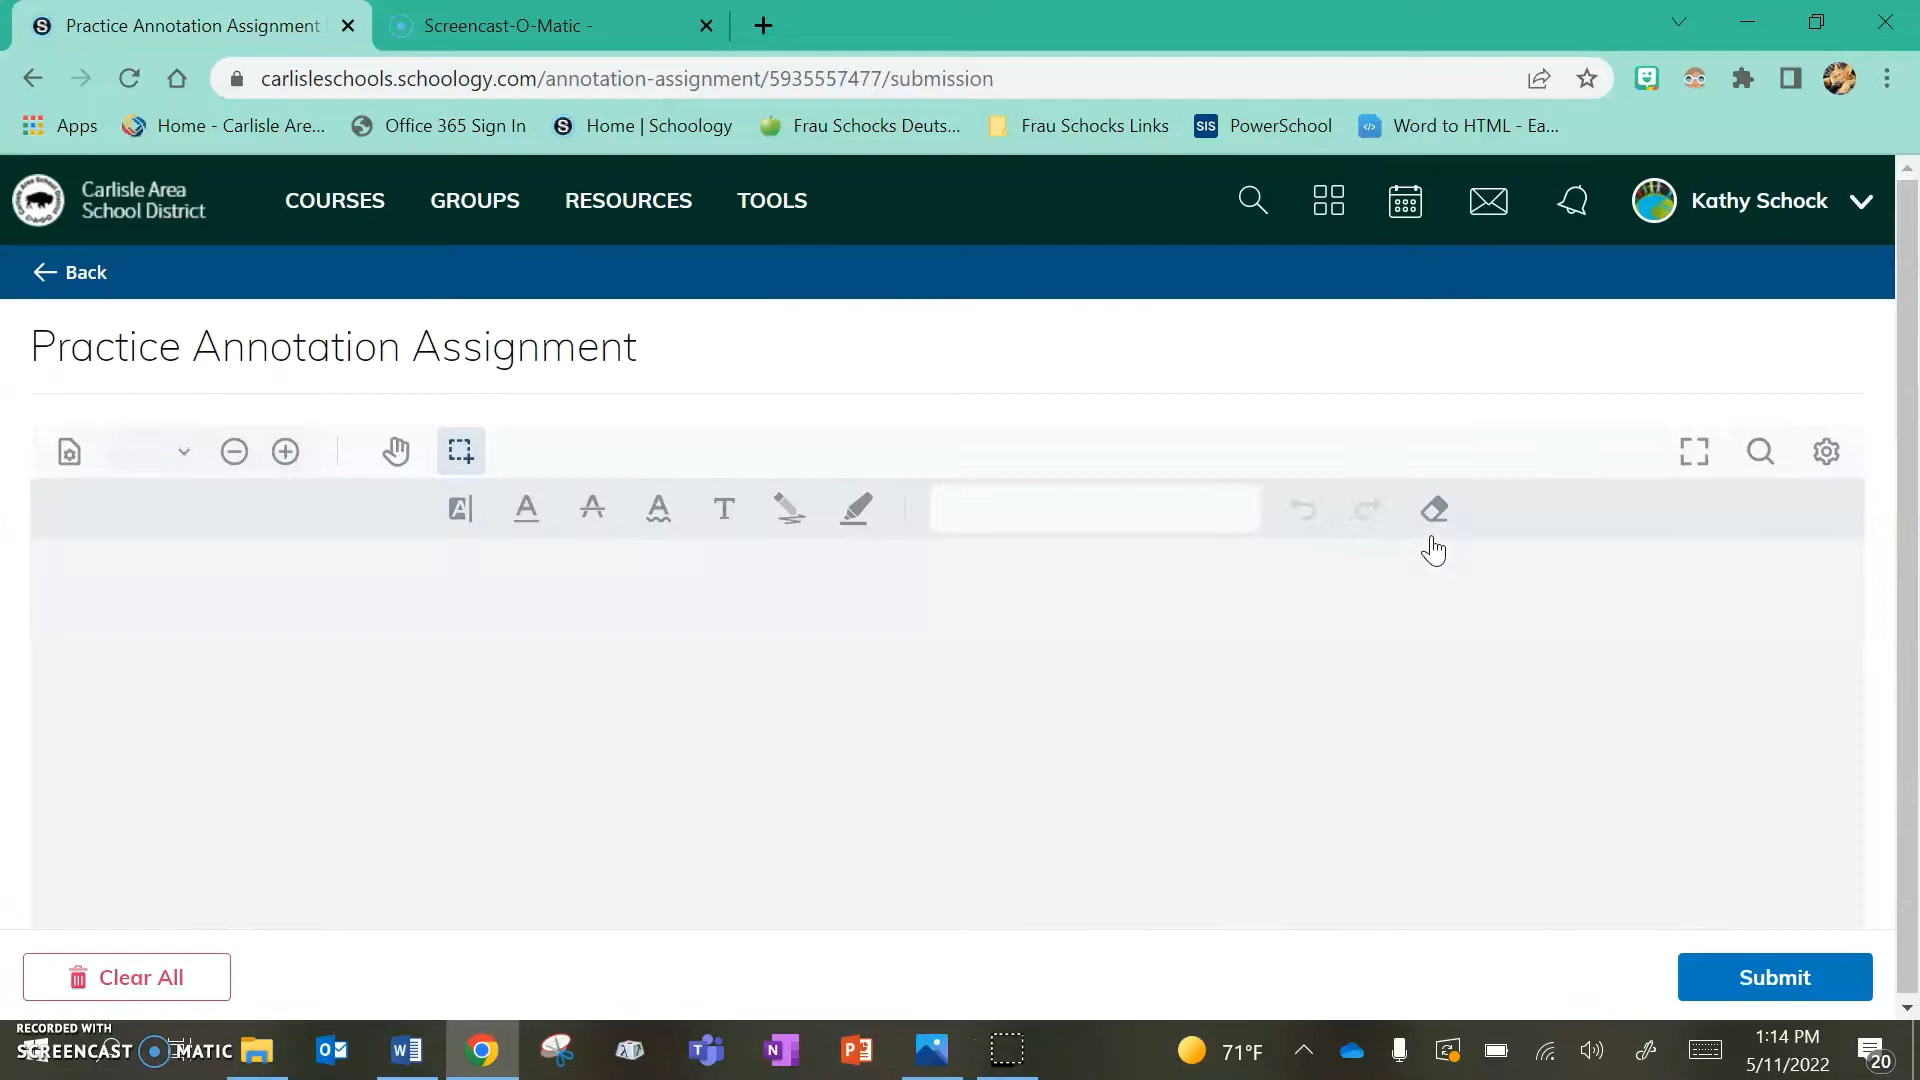 Practice Annotation Assignment
Screencast-O-Matic -
carlisleschools.schoology.com/annotation-assignment/5935557477/submission
Apps
Home - Carlisle Are...
Office 365 Sign In
Home | Schoology
Frau Schocks Deuts...
Frau Schocks Links
SIS
PowerSchool
Word to HTML - Ea...
Carlisle Area
School District
COURSES
GROUPS
RESOURCES
TOOLS
Kathy Schock
Back
Practice Annotation Assignment
Clear All
Submit
RECORDED WITH
SCREENCAST MATIC
71°F
1:14 PM
5/11/2022
20